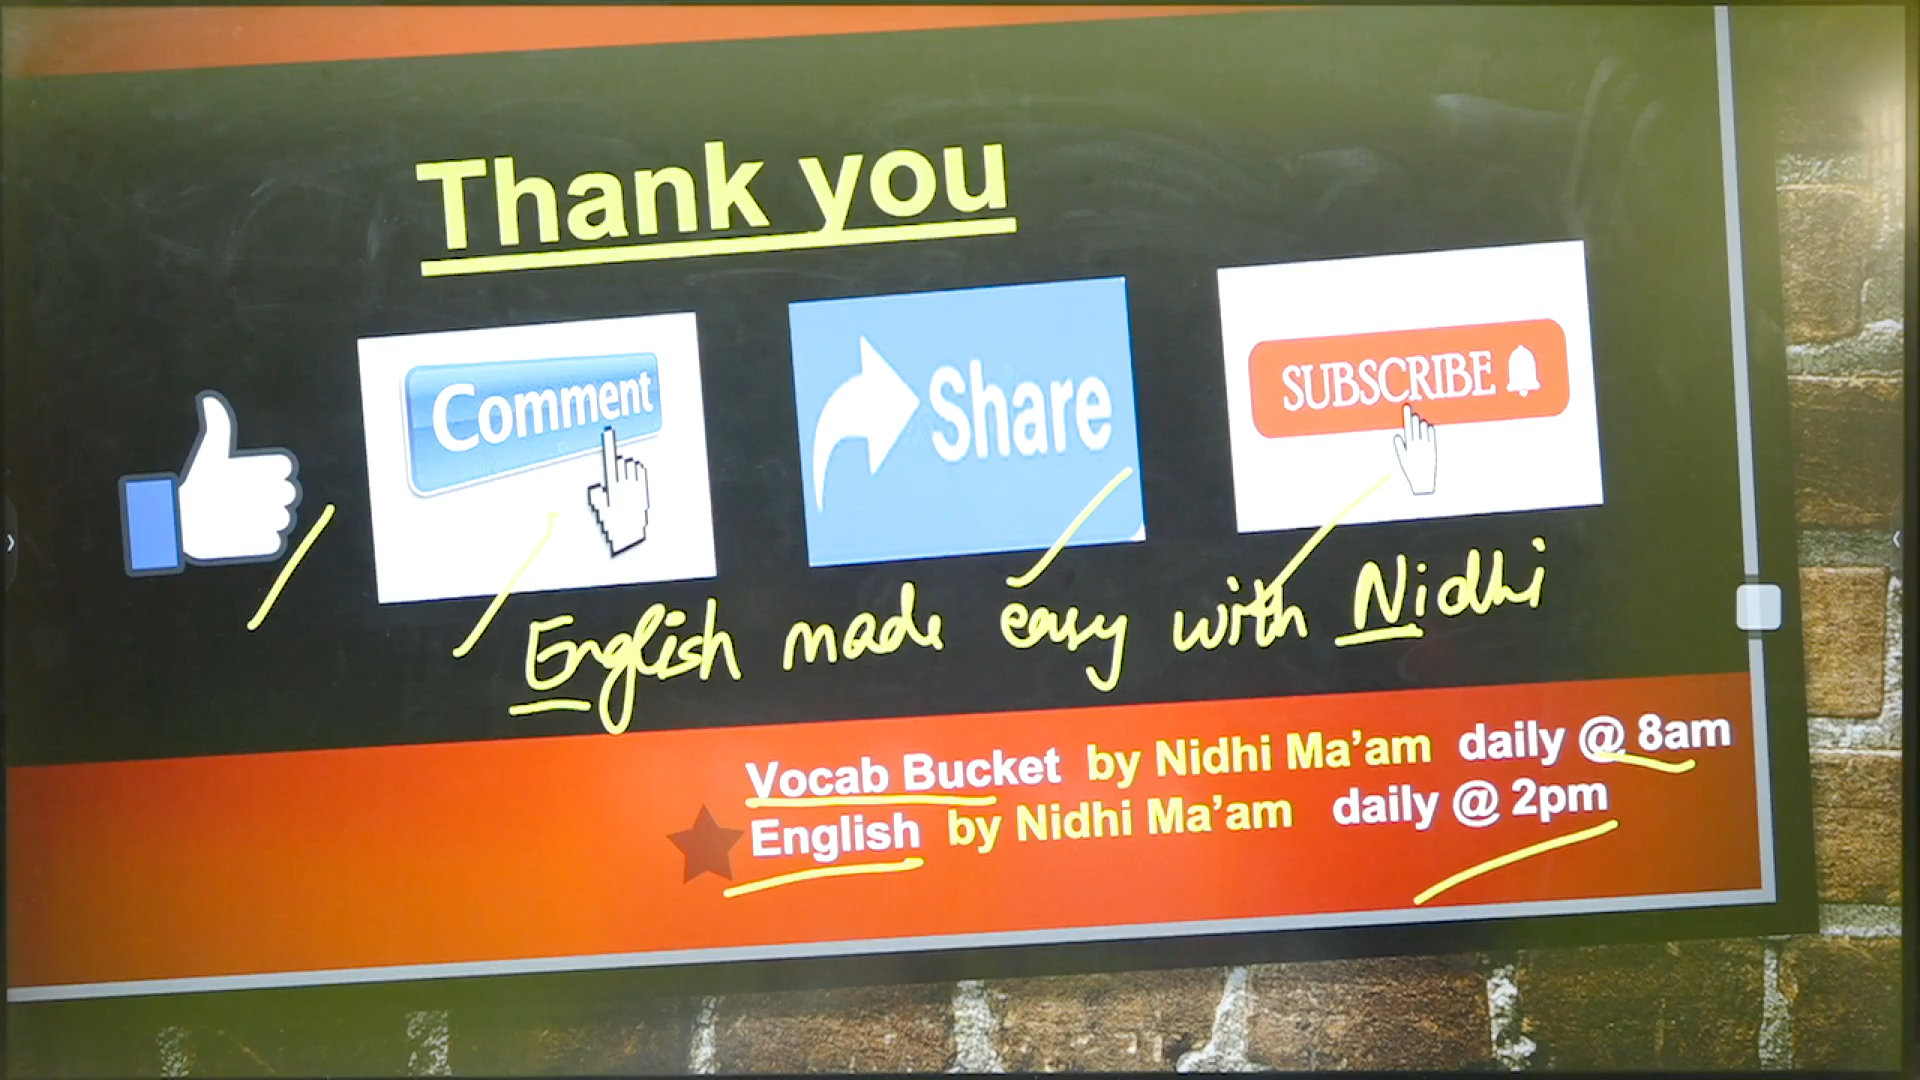 Thank you
Comment
Share
SUBSCRIBE
English made easy with Nidhi
Vocab Bucket by Nidhi Ma'am daily @ 8am
English by Nidhi Ma'am daily @ 2pm